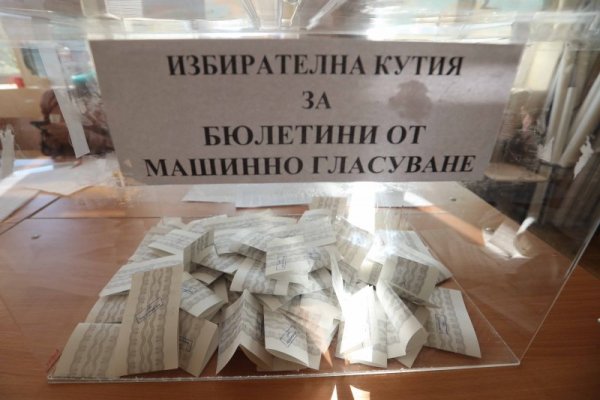 ИЗБИРАТЕЛНА КУТИЯ
ЗА
БЮЛЕТИНИ ОТ
МАШИННО ГЛАСУВАНЕ